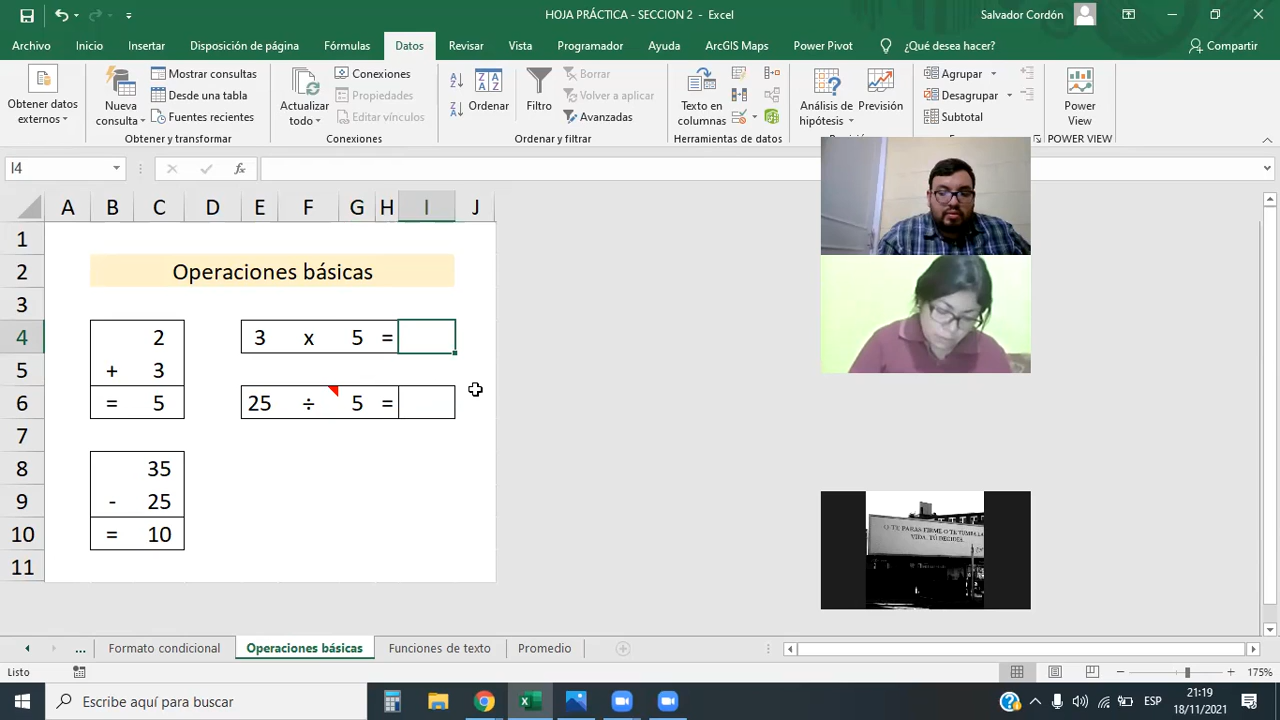 HOJA PRÁCTICA - SECCION 2 - Excel
Salvador Cordón
Archivo Inicio Insertar Disposición de página Fórmulas Datos Revisar Vista Programador Ayuda ArcGIS Maps Power Pivot ¿Qué desea hacer? Compartir
Obtener datos externos
Nueva consulta
Mostrar consultas
Desde una tabla
Fuentes recientes
Obtener y transformar
Actualizar todo
Conexiones
Propiedades
Editar vínculos
Conexiones
Ordenar
Filtro
Borrar
Volver a aplicar
Avanzadas
Ordenar y filtrar
Texto en columnas
Herramientas de datos
Análisis de hipótesis
Previsión
Agrupar
Desagrupar
Subtotal
Power View
POWER VIEW
I4 fx
A B C D E F G H I J
1
2 Operaciones básicas
3
4 2 3 x 5 =
5 + 3
6 = 5 25 ÷ 5 =
7
8 35
9 - 25
10 = 10
11
VIDA, TÚ DECIDES.
... Formato condicional Operaciones básicas Funciones de texto Promedio
Listo 175%
Escribe aquí para buscar
ESP
21:19
18/11/2021